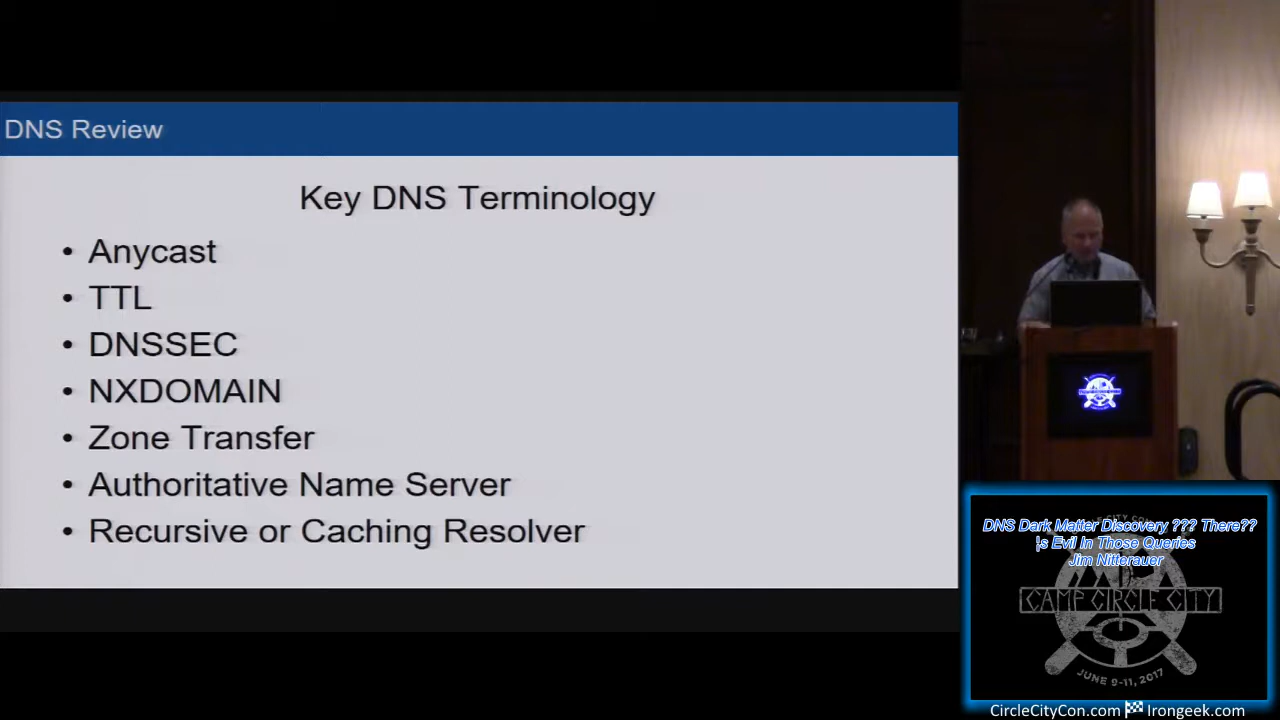 DNS Review
Key DNS Terminology
• Anycast
• TTL
• DNSSEC
• NXDOMAIN
• Zone Transfer
• Authoritative Name Server
• Recursive or Caching Resolver
DNS Dark Matter Discovery ??? There??
s Evil In Those Queries
Jim Nitterauer
CAMP CIRCLE CITY
JUNE 9-11, 2017
CircleCityCon.com Irongeek.com